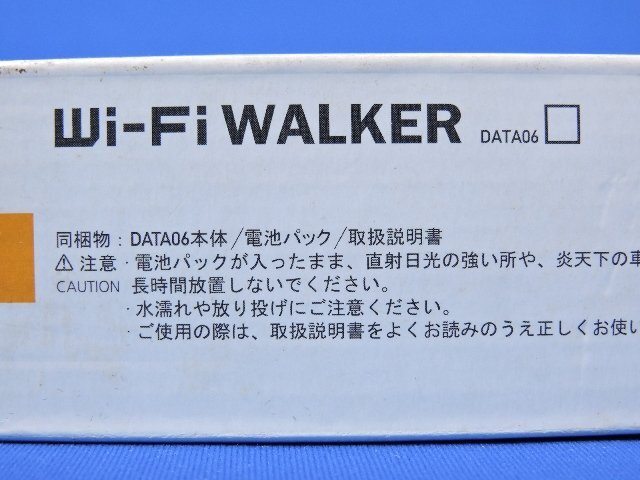 Wi-Fi WALKER DATA06 □
同梱物：DATA06本体/電池パック/取扱説明書
⚠ 注意・電池パックが入ったまま、直射日光の強い所や、炎天下の車
CAUTION 長時間放置しないでください。
・水濡れや放り投げにご注意ください。
・ご使用の際は、取扱説明書をよくお読みのうえ正しくお使い